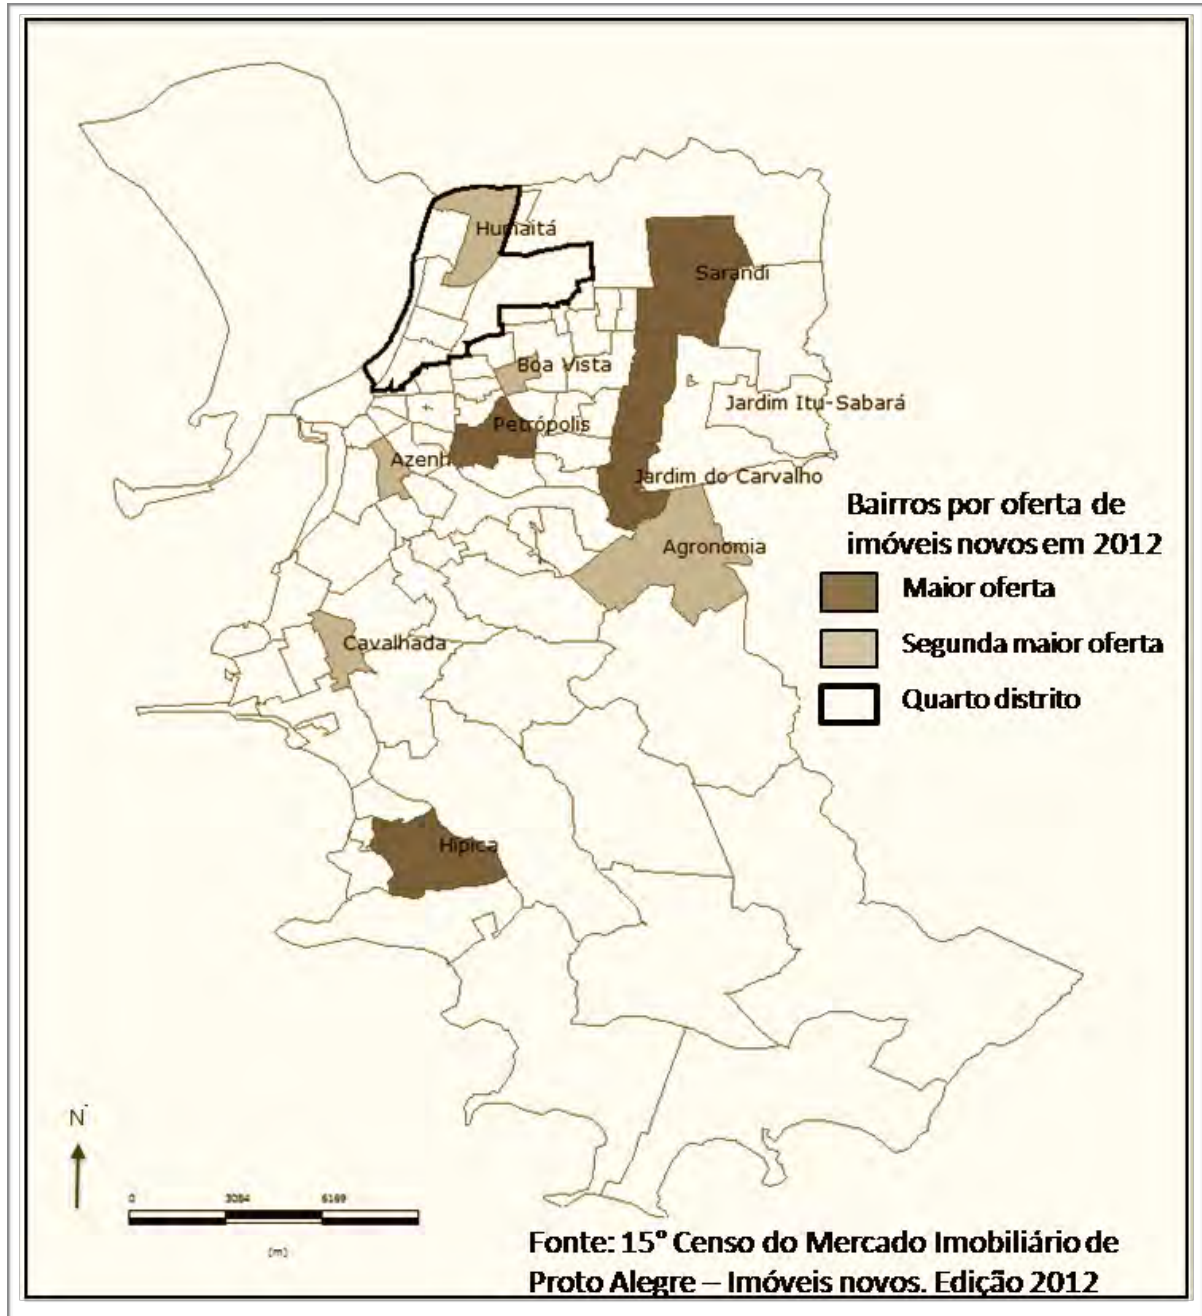 Humaitá
Sarandi
Boa Vista
Jardim Itu-Sabará
Petrópolis
Azenh
Jardim do Carvalho
Bairros por oferta de
imóveis novos em 2012
Agronomia
Maior oferta
Cavalhada
Segunda maior oferta
Quarto distrito
Hípica
N
0 3084 6169
(m)
Fonte: 15° Censo do Mercado Imobiliário de
Proto Alegre – Imóveis novos. Edição 2012